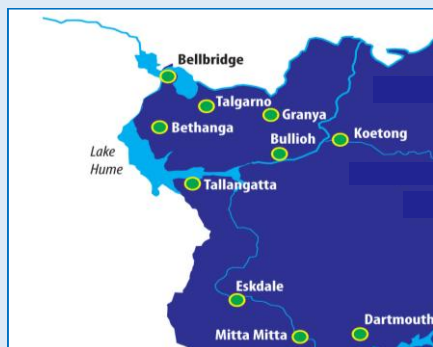 Bellbridge
Talgarno
Granya
Bethanga
Koetong
Bullioh
Lake
Hume
Tallangatta
Eskdale
Dartmouth
Mitta Mitta